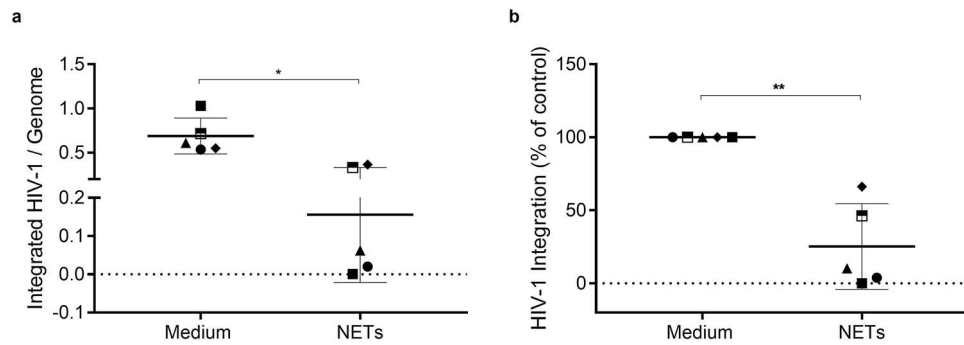 a
Integrated HIV-1 / Genome
1.5
1.0
0.5
0.2
0.1
0.0
-0.1
*
Medium
NETs
b
HIV-1 Integration (% of control)
150
100
50
0
**
Medium
NETs